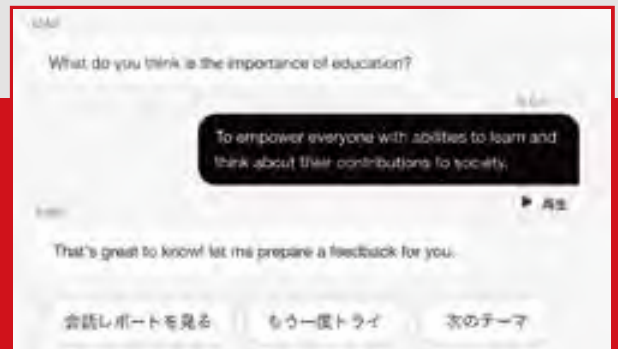 What do you think is the importance of education?
To empower everyone with abilities to learn and
think about their contributions to society.
▶ 再生
That's great to know! let me prepare a feedback for you.
会話レポートを見る もう一度トライ 次のテーマ